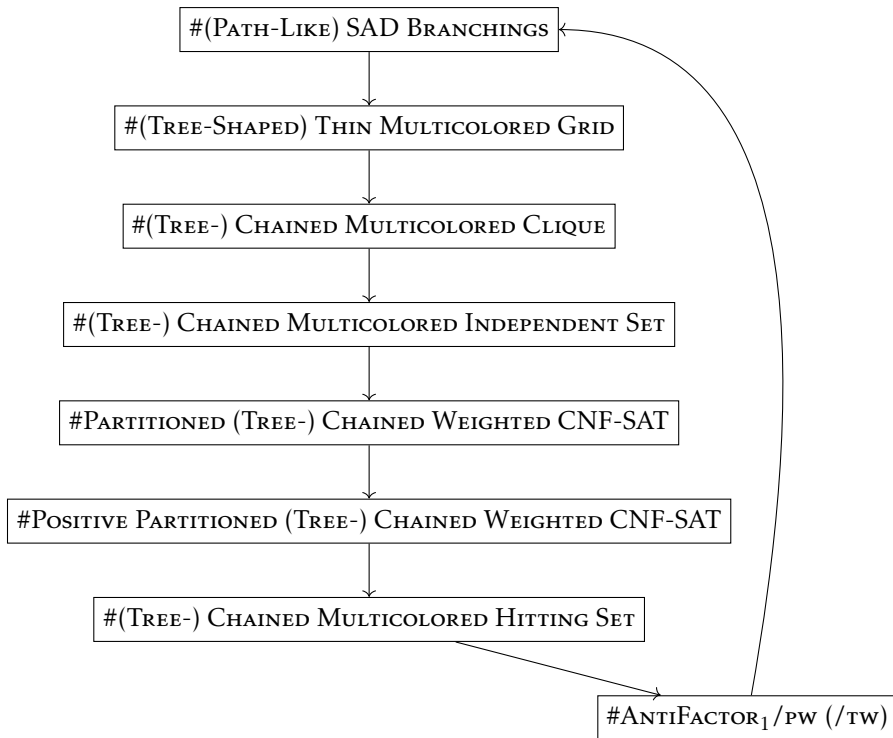 #(Path-Like) SAD Branchings
#(Tree-Shaped) Thin Multicolored Grid
#(Tree-) Chained Multicolored Clique
#(Tree-) Chained Multicolored Independent Set
#Partitioned (Tree-) Chained Weighted CNF-SAT
#Positive Partitioned (Tree-) Chained Weighted CNF-SAT
#(Tree-) Chained Multicolored Hitting Set
#AntiFactor₁/pw (/tw)